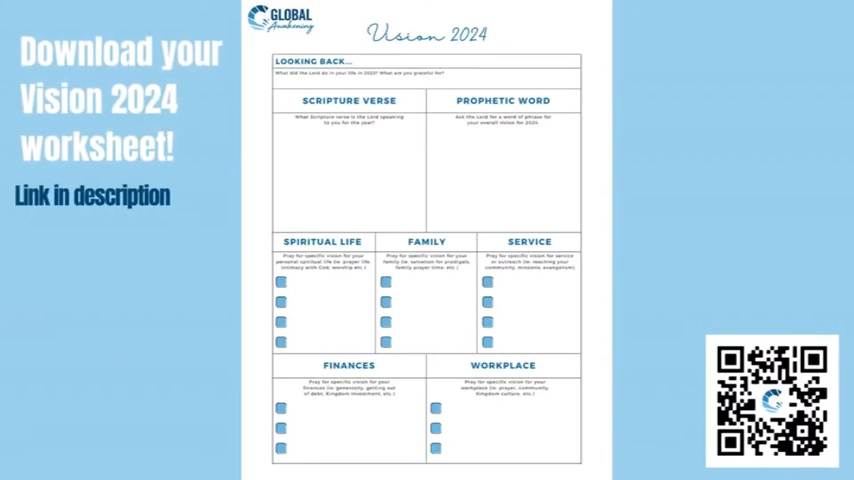 Download your
Vision 2024
worksheet!
Link in description
GLOBAL
Awakening
Vision 2024
LOOKING BACK...
What did the Lord do in your life in 2023? What are you grateful for?
SCRIPTURE VERSE
What Scripture verse is the Lord speaking
to you for the year?
PROPHETIC WORD
Ask the Lord for a word of phrase for
your overall vision for 2024
SPIRITUAL LIFE
Pray for specific vision for your
personal spiritual life (ie: prayer life,
intimacy with God, worship etc.)
FAMILY
Pray for specific vision for your
family (ie: salvation for prodigals,
family prayer time, etc.)
SERVICE
Pray for specific vision for service
or outreach (ie: reaching your
community, missions, evangelism)
FINANCES
Pray for specific vision for your
finances (ie: generosity, getting out
of debt, Kingdom investment, etc.)
WORKPLACE
Pray for specific vision for your
workplace (ie: prayer, community,
Kingdom culture, etc.)